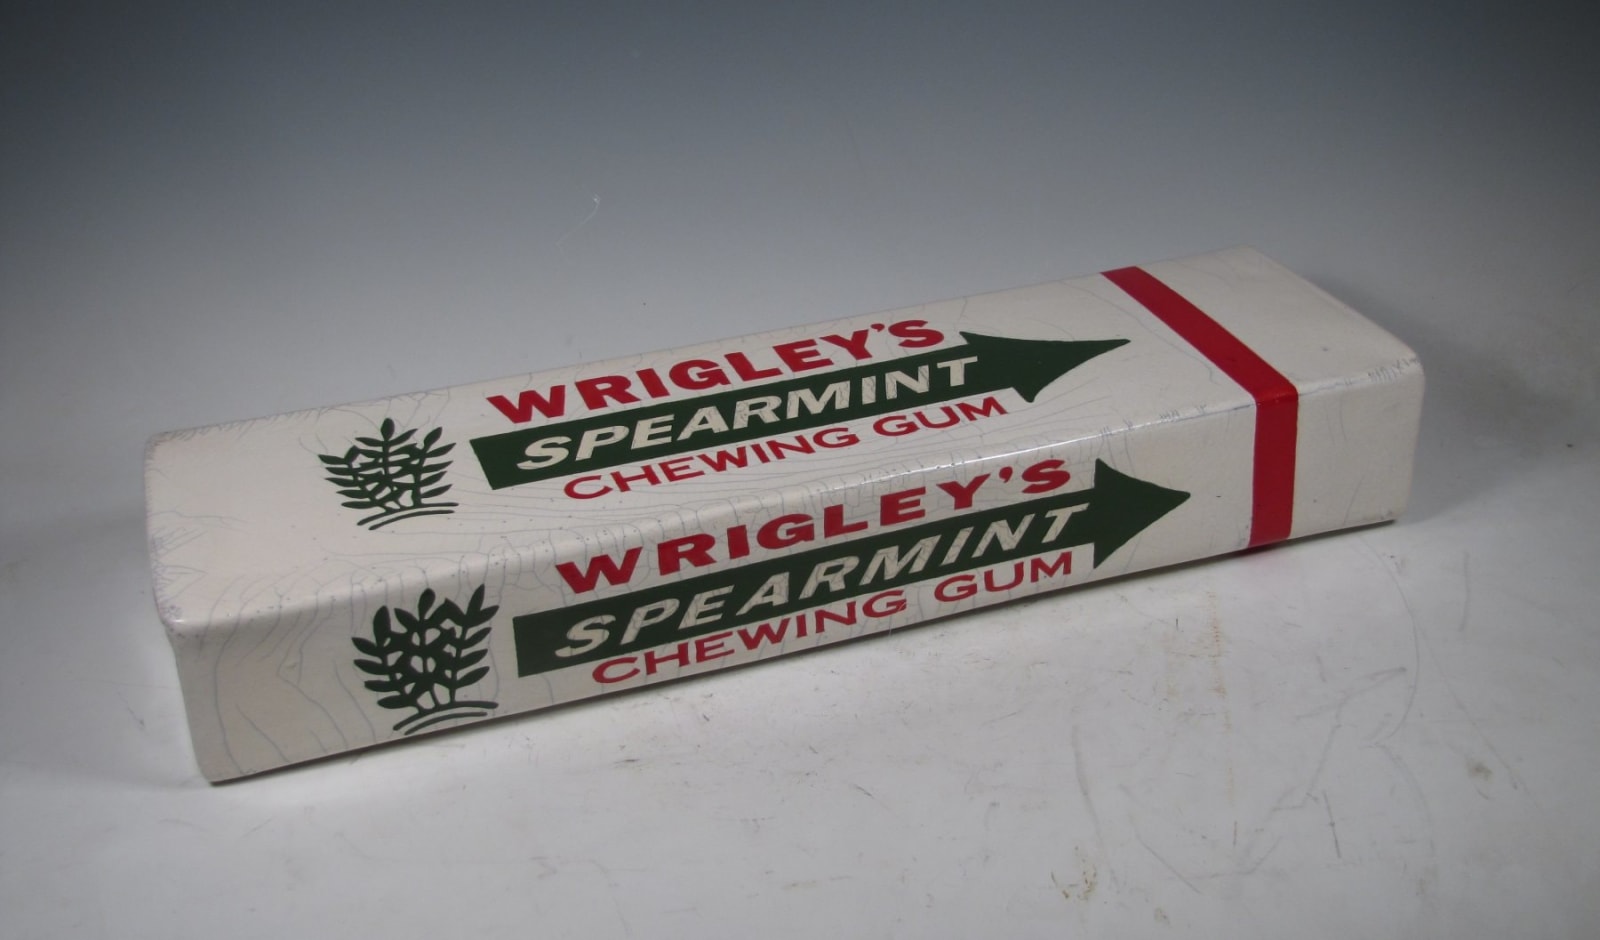 WRIGLEY'S
SPEARMINT
CHEWING GUM
WRIGLEY'S
SPEARMINT
CHEWING GUM